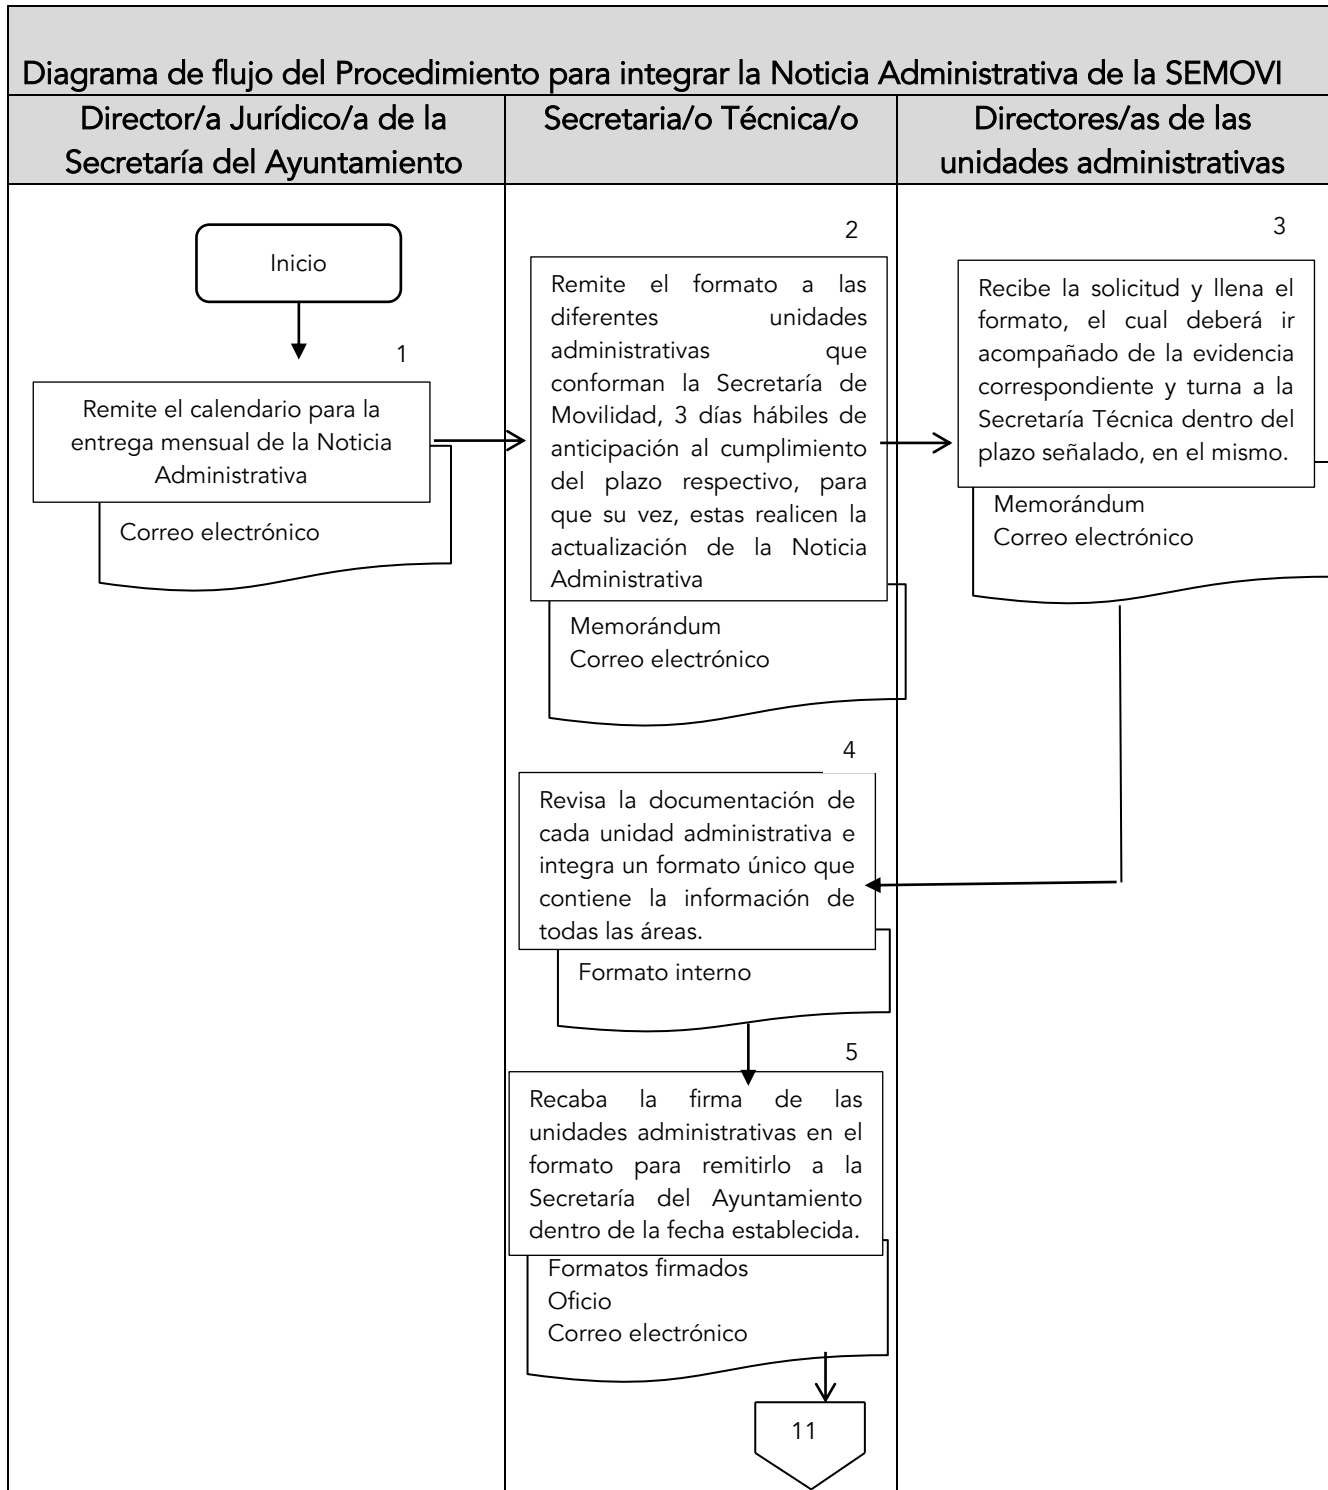 Diagrama de flujo del Procedimiento para integrar la Noticia Administrativa de la SEMOVI
Director/a Jurídico/a de la
Secretaría del Ayuntamiento
Secretaria/o Técnica/o
Directores/as de las
unidades administrativas
Inicio
1
Remite el calendario para la
entrega mensual de la Noticia
Administrativa
Correo electrónico
2
Remite el formato a las
diferentes unidades
administrativas que
conforman la Secretaría de
Movilidad, 3 días hábiles de
anticipación al cumplimiento
del plazo respectivo, para
que su vez, estas realicen la
actualización de la Noticia
Administrativa
Memorándum
Correo electrónico
3
Recibe la solicitud y llena el
formato, el cual deberá ir
acompañado de la evidencia
correspondiente y turna a la
Secretaría Técnica dentro del
plazo señalado, en el mismo.
Memorándum
Correo electrónico
4
Revisa la documentación de
cada unidad administrativa e
integra un formato único que
contiene la información de
todas las áreas.
Formato interno
5
Recaba la firma de las
unidades administrativas en el
formato para remitirlo a la
Secretaría del Ayuntamiento
dentro de la fecha establecida.
Formatos firmados
Oficio
Correo electrónico
11